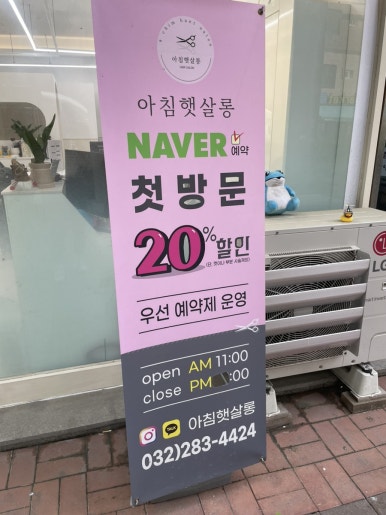 아침햇살롱
아침햇살롱
NAVER 예약
첫방문
20% 할인
우선 예약제 운영
open AM 11:00
close PM :00
TALK
아침햇살롱
032)283-4424
LG